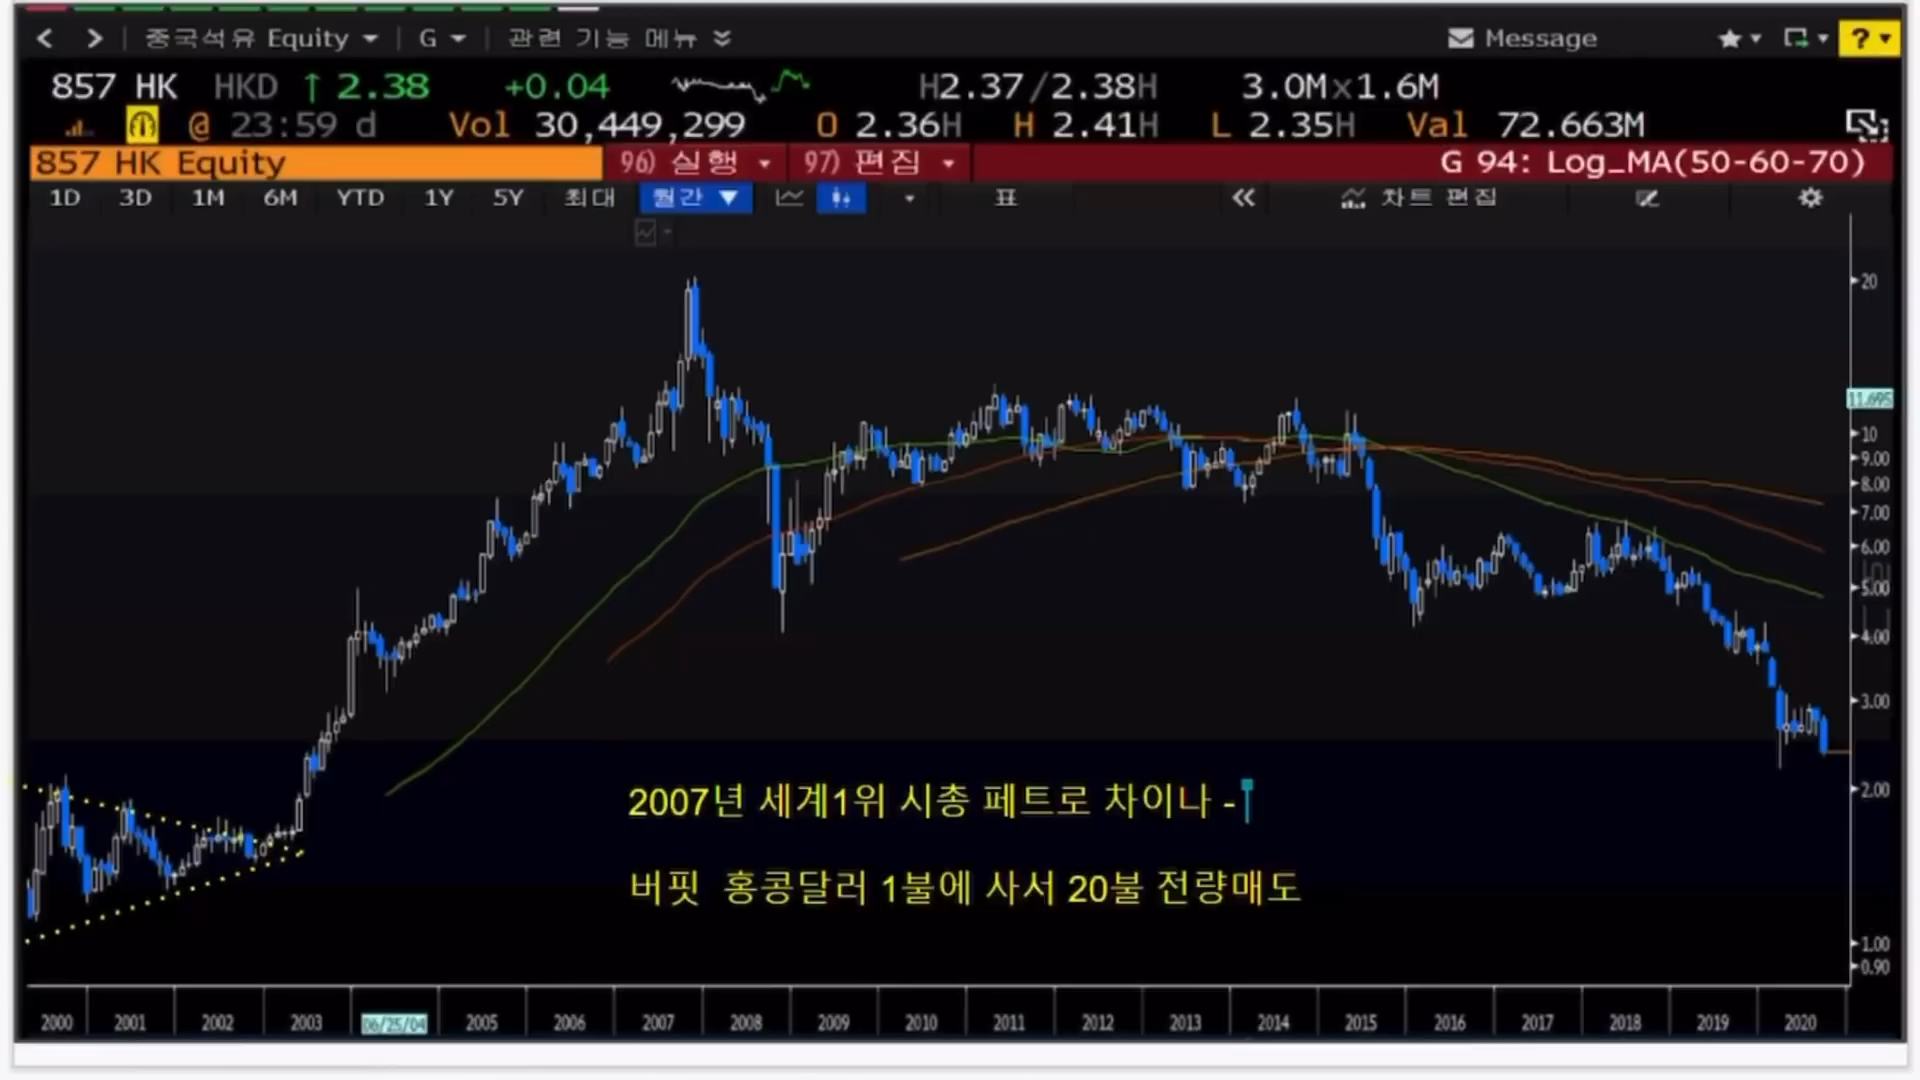 중국석유 Equity G 관련 기능 메뉴 Message ?
857 HK HKD ↑ 2.38 +0.04 H2.37/2.38H 3.0Mx1.6M
@ 23:59 d Vol 30,449,299 O 2.36H H 2.41H L 2.35H Val 72.663M
857 HK Equity 96) 실행 97) 편집 G 94: Log_MA(50-60-70)
1D 3D 1M 6M YTD 1Y 5Y 최대 월간 ▼ 표 « 차트 편집
20
11.695
10
9.00
8.00
7.00
6.00
5.00
4.00
3.00
2.00
1.00
0.90
2007년 세계1위 시총 페트로 차이나 -
버핏 홍콩달러 1불에 사서 20불 전량매도
2000 2001 2002 2003 06/25/04 2005 2006 2007 2008 2009 2010 2011 2012 2013 2014 2015 2016 2017 2018 2019 2020